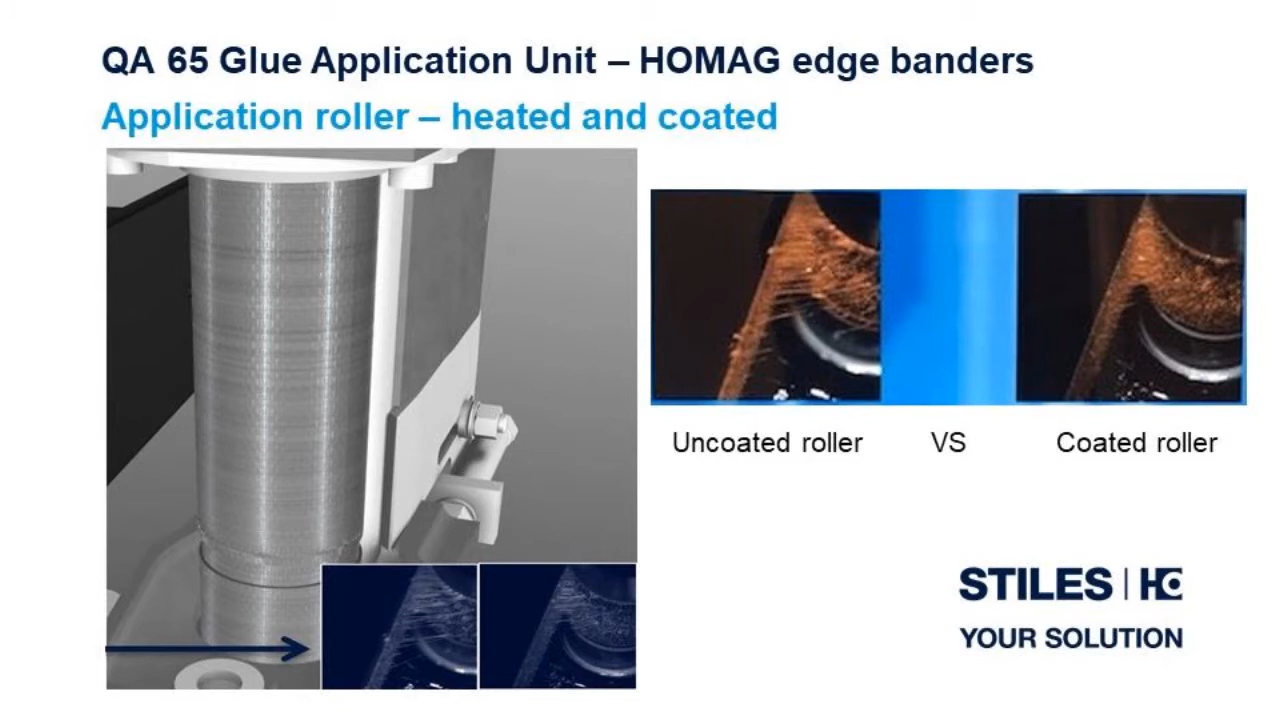 QA 65 Glue Application Unit – HOMAG edge banders
Application roller – heated and coated
Uncoated roller VS Coated roller
STILES | HC
YOUR SOLUTION